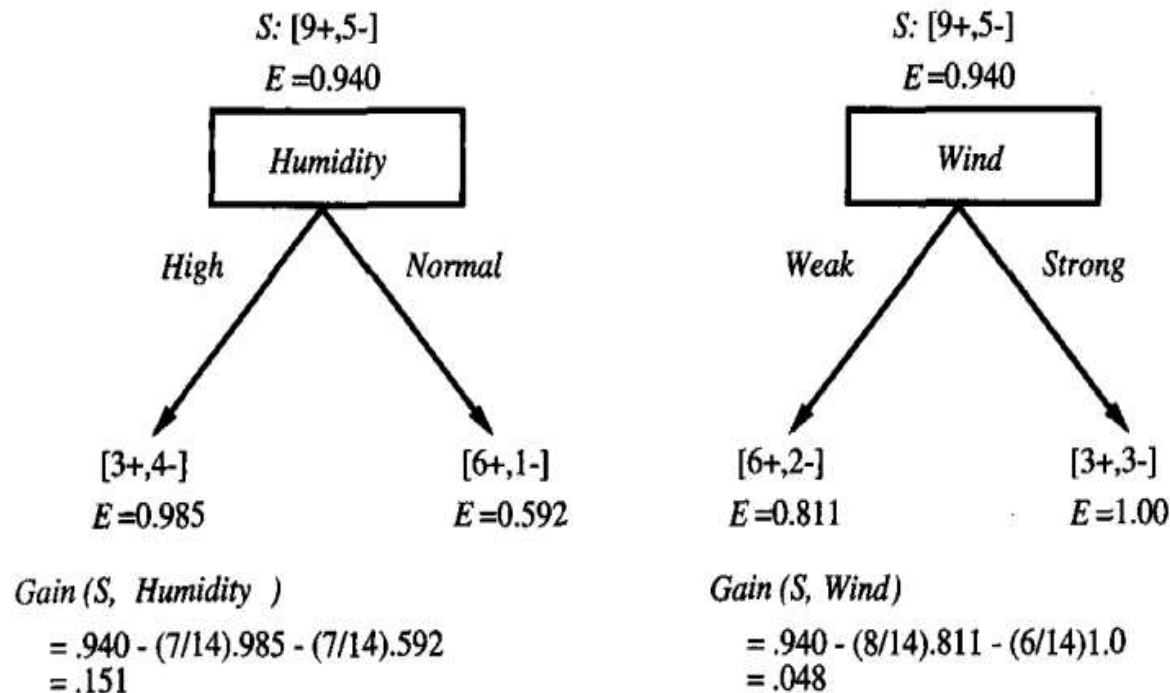 S: [9+,5-]
E =0.940
Humidity
High
Normal
[3+,4-]
E =0.985
[6+,1-]
E =0.592
Gain (S, Humidity )
= .940 - (7/14).985 - (7/14).592
= .151
S: [9+,5-]
E =0.940
Wind
Weak
Strong
[6+,2-]
E =0.811
[3+,3-]
E =1.00
Gain (S, Wind)
= .940 - (8/14).811 - (6/14)1.0
= .048